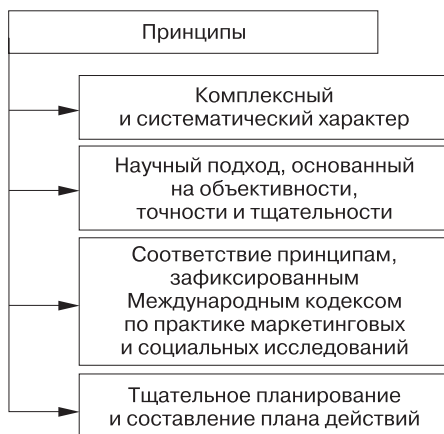 Принципы
Комплексный
и систематический характер
Научный подход, основанный
на объективности,
точности и тщательности
Соответствие принципам,
зафиксированным
Международным кодексом
по практике маркетинговых
и социальных исследований
Тщательное планирование
и составление плана действий